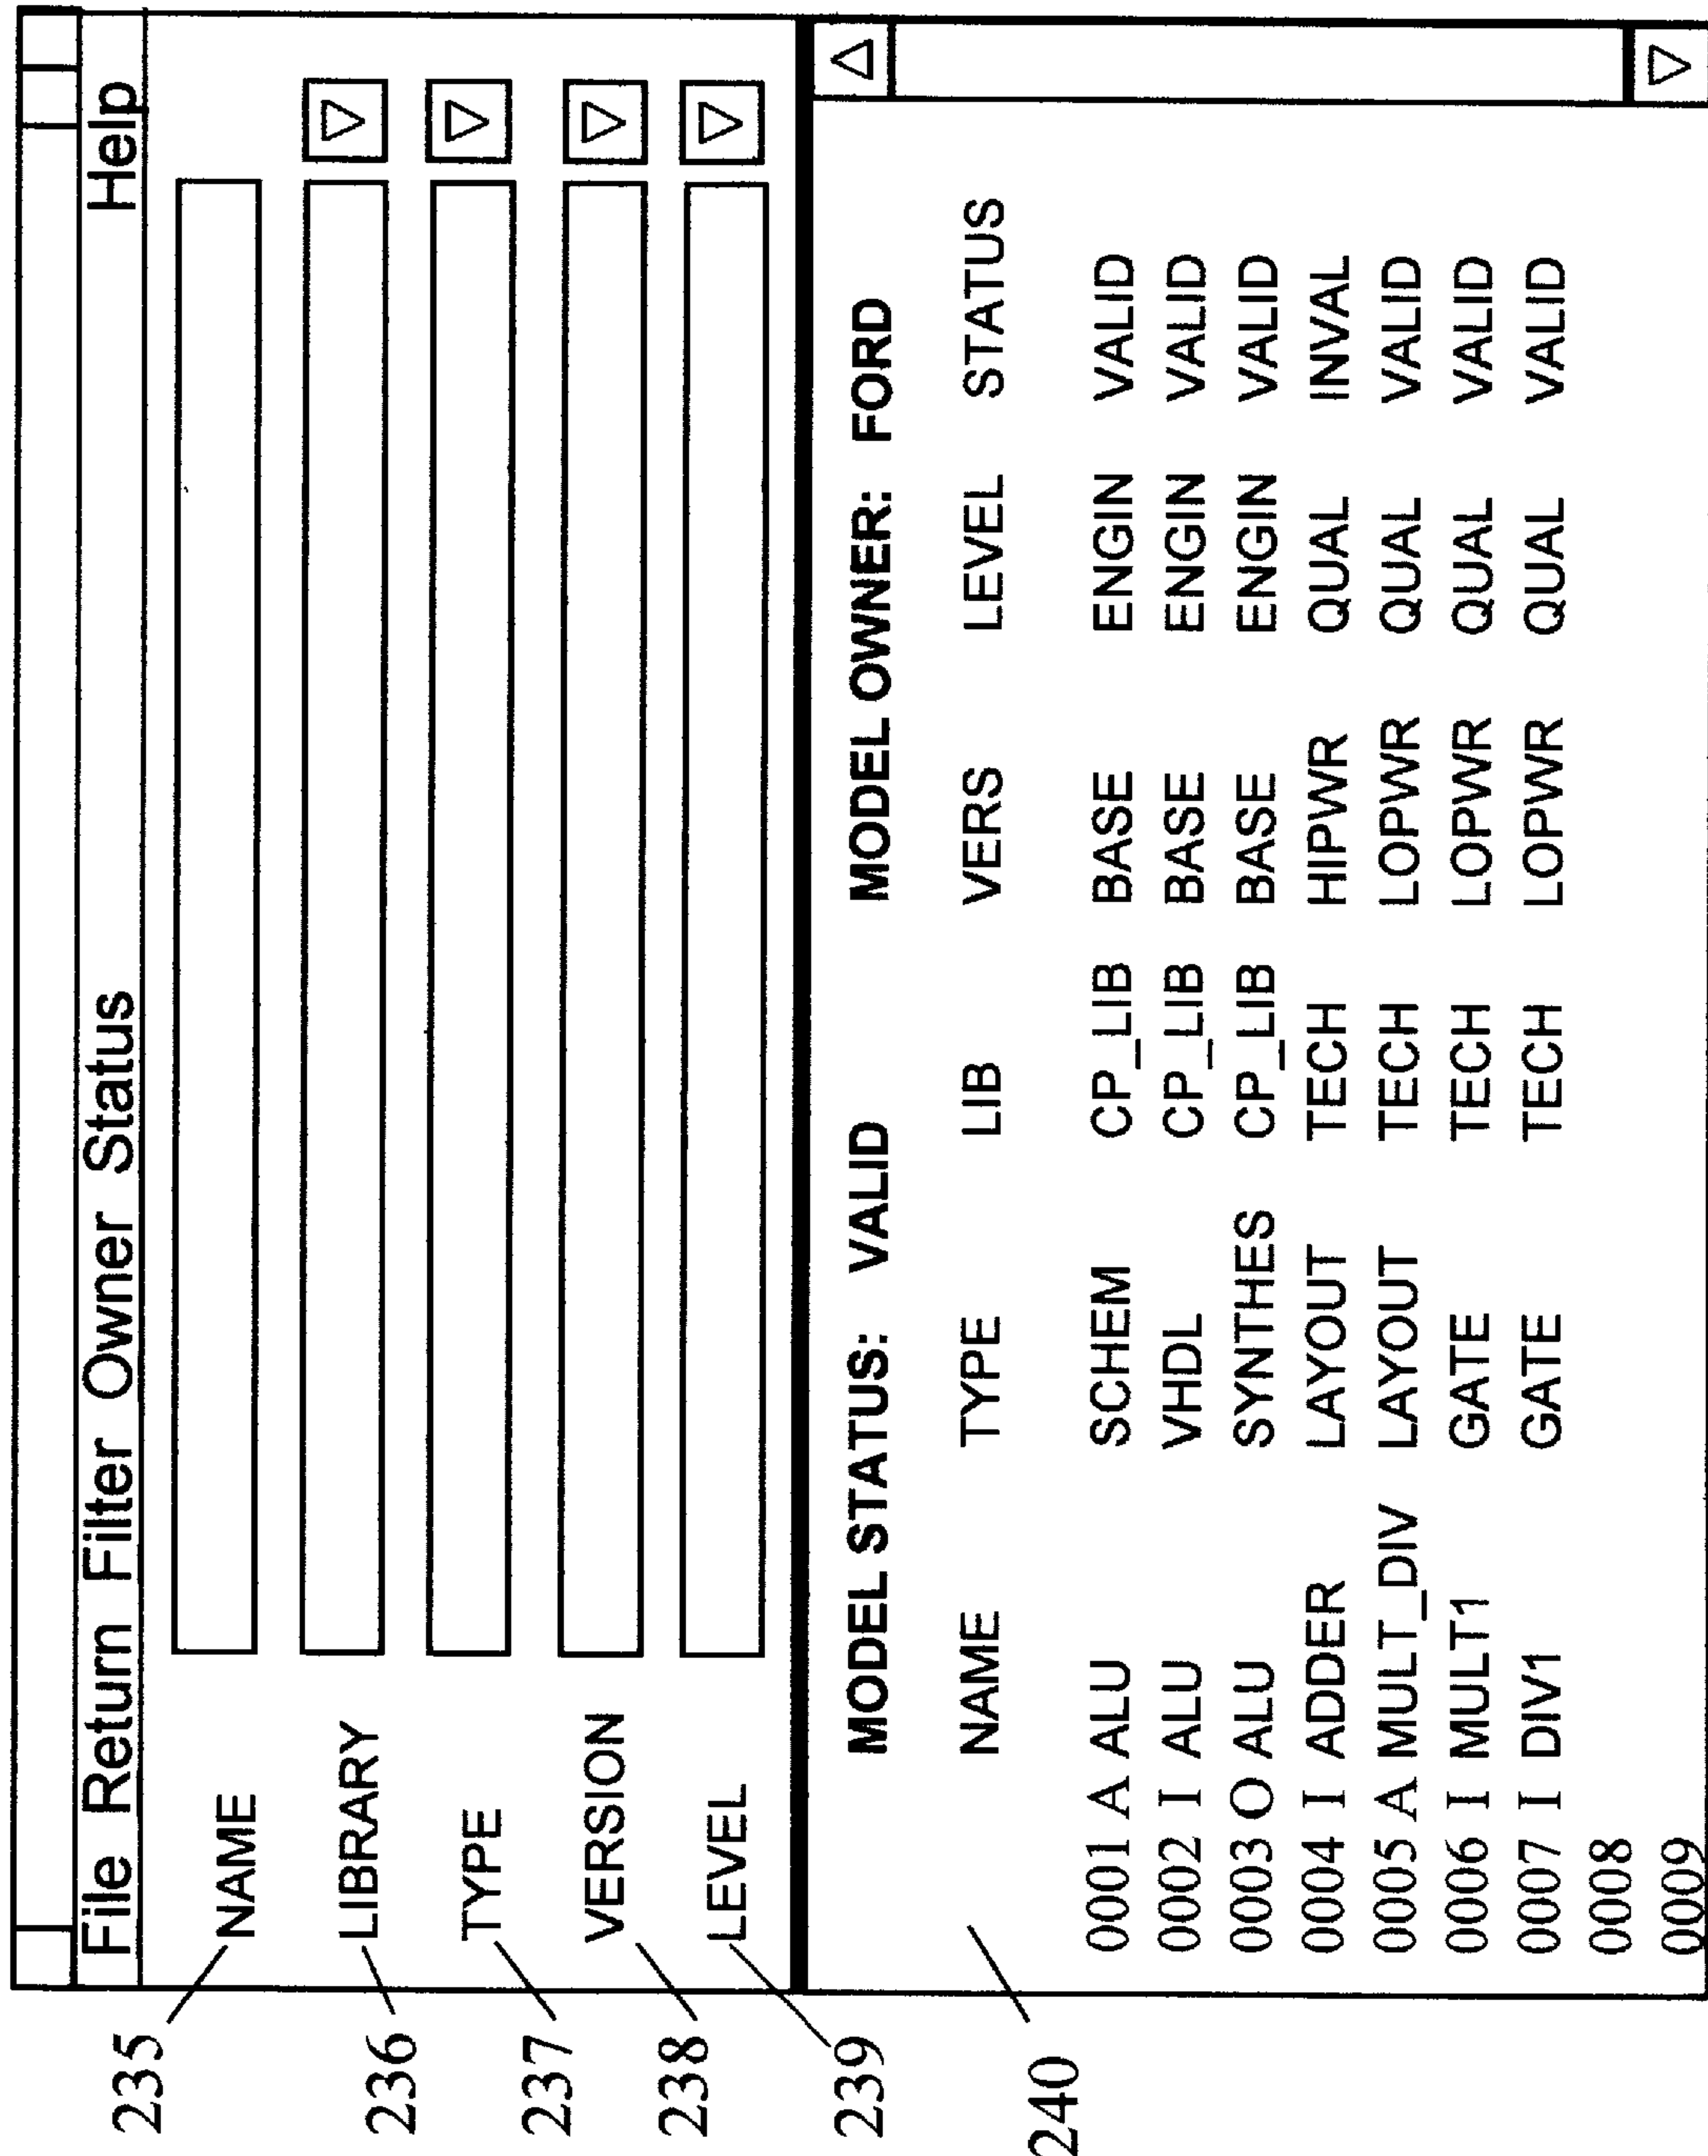 File Return Filter Owner Status Help
235 NAME
236 LIBRARY
237 TYPE
238 VERSION
239 LEVEL
MODEL STATUS: VALID MODEL OWNER: FORD
240 NAME TYPE LIB VERS LEVEL STATUS
0001 A ALU SCHEM CP_LIB BASE ENGIN VALID
0002 I ALU VHDL CP_LIB BASE ENGIN VALID
0003 O ALU SYNTHES CP_LIB BASE ENGIN VALID
0004 I ADDER LAYOUT TECH HIPWR QUAL INVAL
0005 A MULT_DIV LAYOUT TECH LOPWR QUAL VALID
0006 I MULT1 GATE TECH LOPWR QUAL VALID
0007 I DIV1 GATE TECH LOPWR QUAL VALID
0008
0009